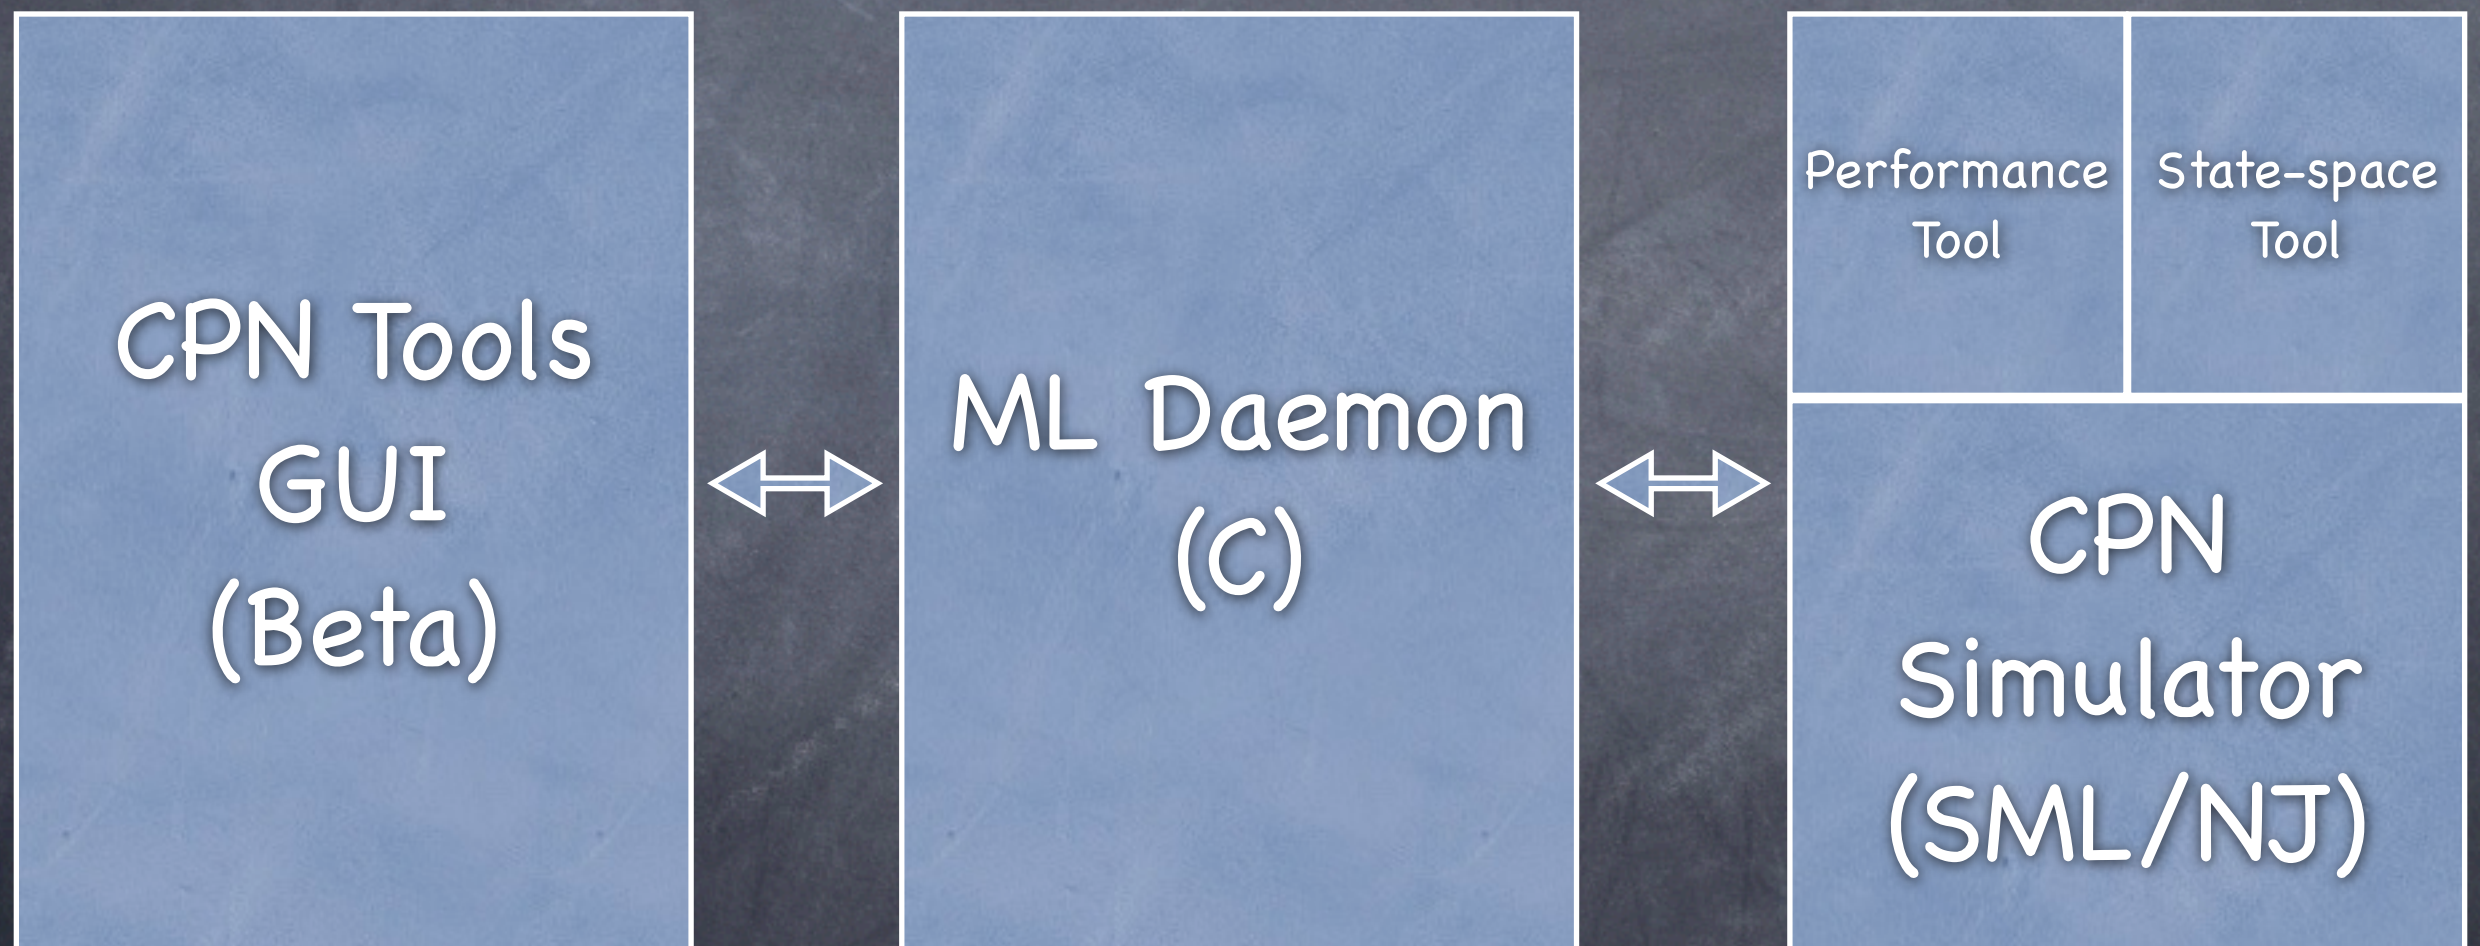 CPN Tools
GUI
(Beta)
ML Daemon
(C)
Performance
Tool
State-space
Tool
CPN
Simulator
(SML/NJ)